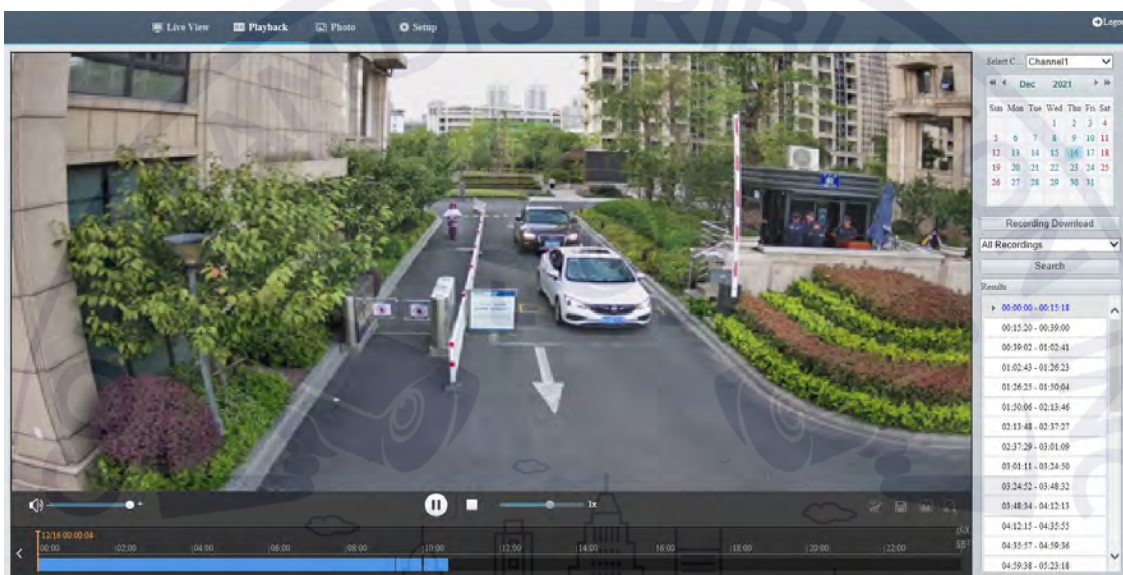 Live View
Playback
Photo
Setup
Logou
Select C... Channel1
Dec 2021
Sun Mon Tue Wed Thu Fri Sat
1 2 3 4
5 6 7 8 9 10 11
12 13 14 15 16 17 18
19 20 21 22 23 24 25
26 27 28 29 30 31
Recording Download
All Recordings
Search
Results
00:00:00 - 00:15:18
00:15:20 - 00:39:00
00:39:02 - 01:02:41
01:02:43 - 01:26:23
01:26:25 - 01:50:04
01:50:06 - 02:13:46
02:13:48 - 02:37:27
02:37:29 - 03:01:09
03:01:11 - 03:24:50
03:24:52 - 03:48:32
03:48:34 - 04:12:13
04:12:15 - 04:35:55
04:35:57 - 04:59:36
04:59:38 - 05:23:18
1x
12/16 00:00:04
00:00 02:00 04:00 06:00 08:00 10:00 12:00 14:00 16:00 18:00 20:00 22:00